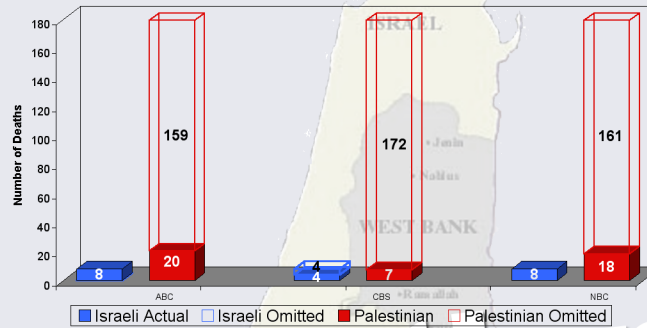 Number of Deaths
180
160
140
120
100
80
60
40
20
0
ISRAEL
Jenin
Nablus
WEST BANK
Ramallah
8
159
20
4
4
172
7
8
161
18
ABC
CBS
NBC
Israeli Actual
Israeli Omitted
Palestinian
Palestinian Omitted